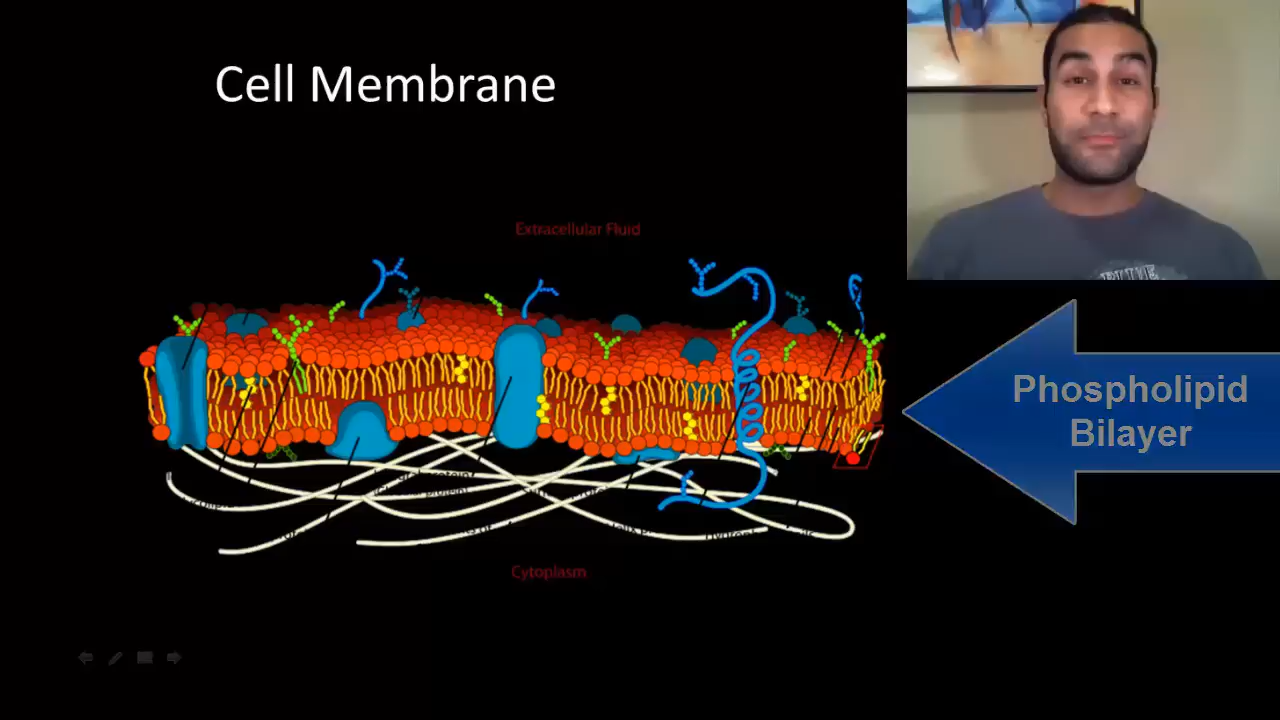 Cell Membrane
Extracellular Fluid
Phospholipid
Bilayer
Cytoplasm